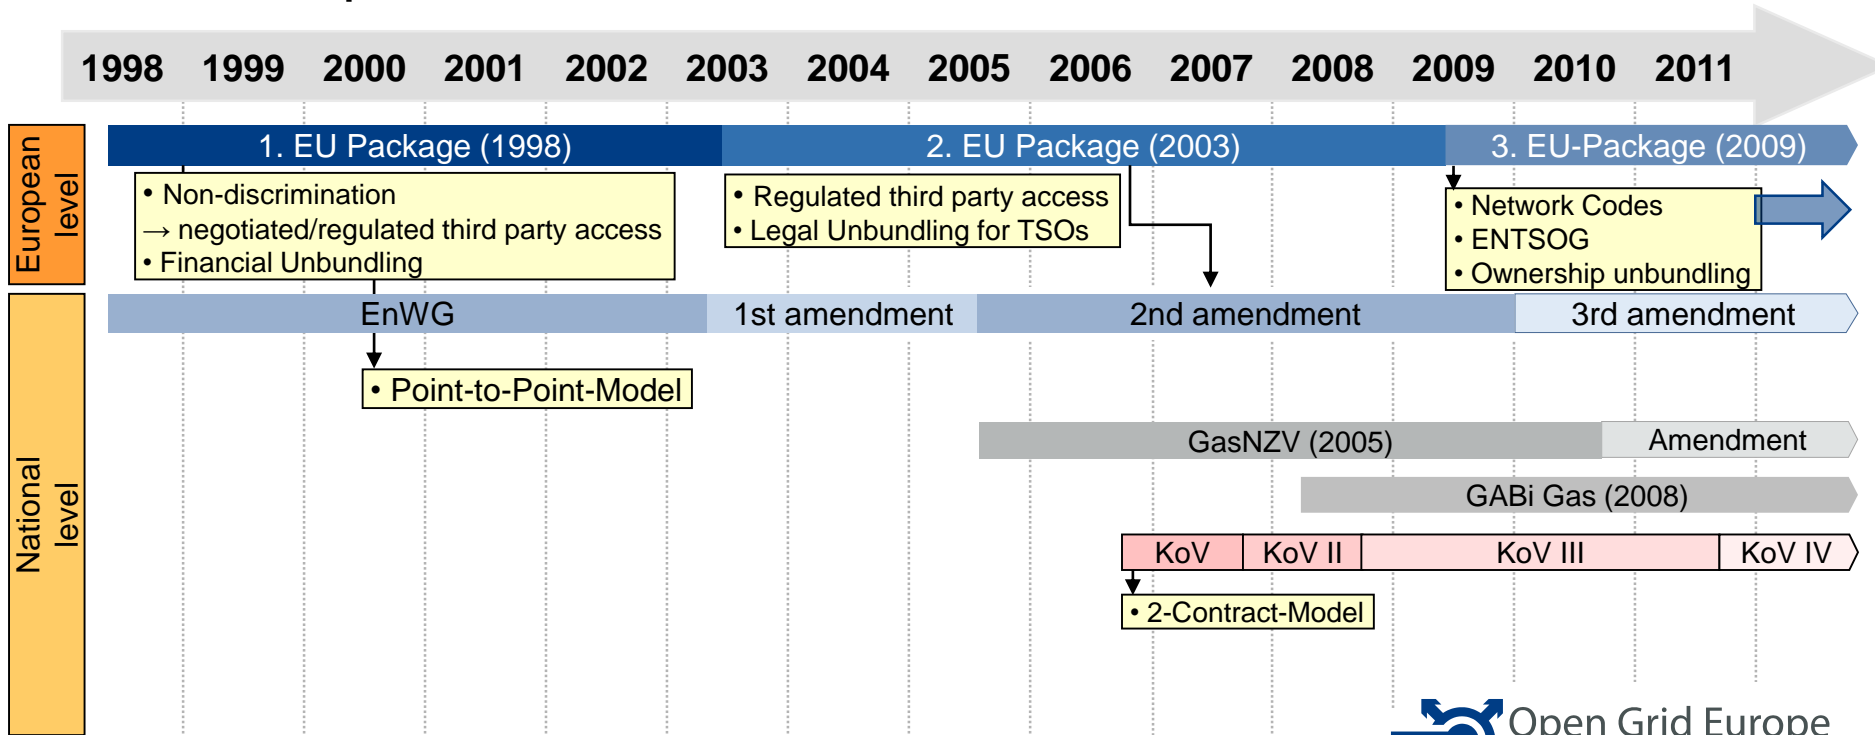 1998 1999 2000 2001 2002 2003 2004 2005 2006 2007 2008 2009 2010 2011
European
level
1. EU Package (1998)
2. EU Package (2003)
3. EU-Package (2009)
• Non-discrimination
→ negotiated/regulated third party access
• Financial Unbundling
• Regulated third party access
• Legal Unbundling for TSOs
• Network Codes
• ENTSOG
• Ownership unbundling
National
level
EnWG
1st amendment
2nd amendment
3rd amendment
• Point-to-Point-Model
GasNZV (2005)
Amendment
GABi Gas (2008)
KoV
KoV II
KoV III
KoV IV
• 2-Contract-Model
Open Grid Europe